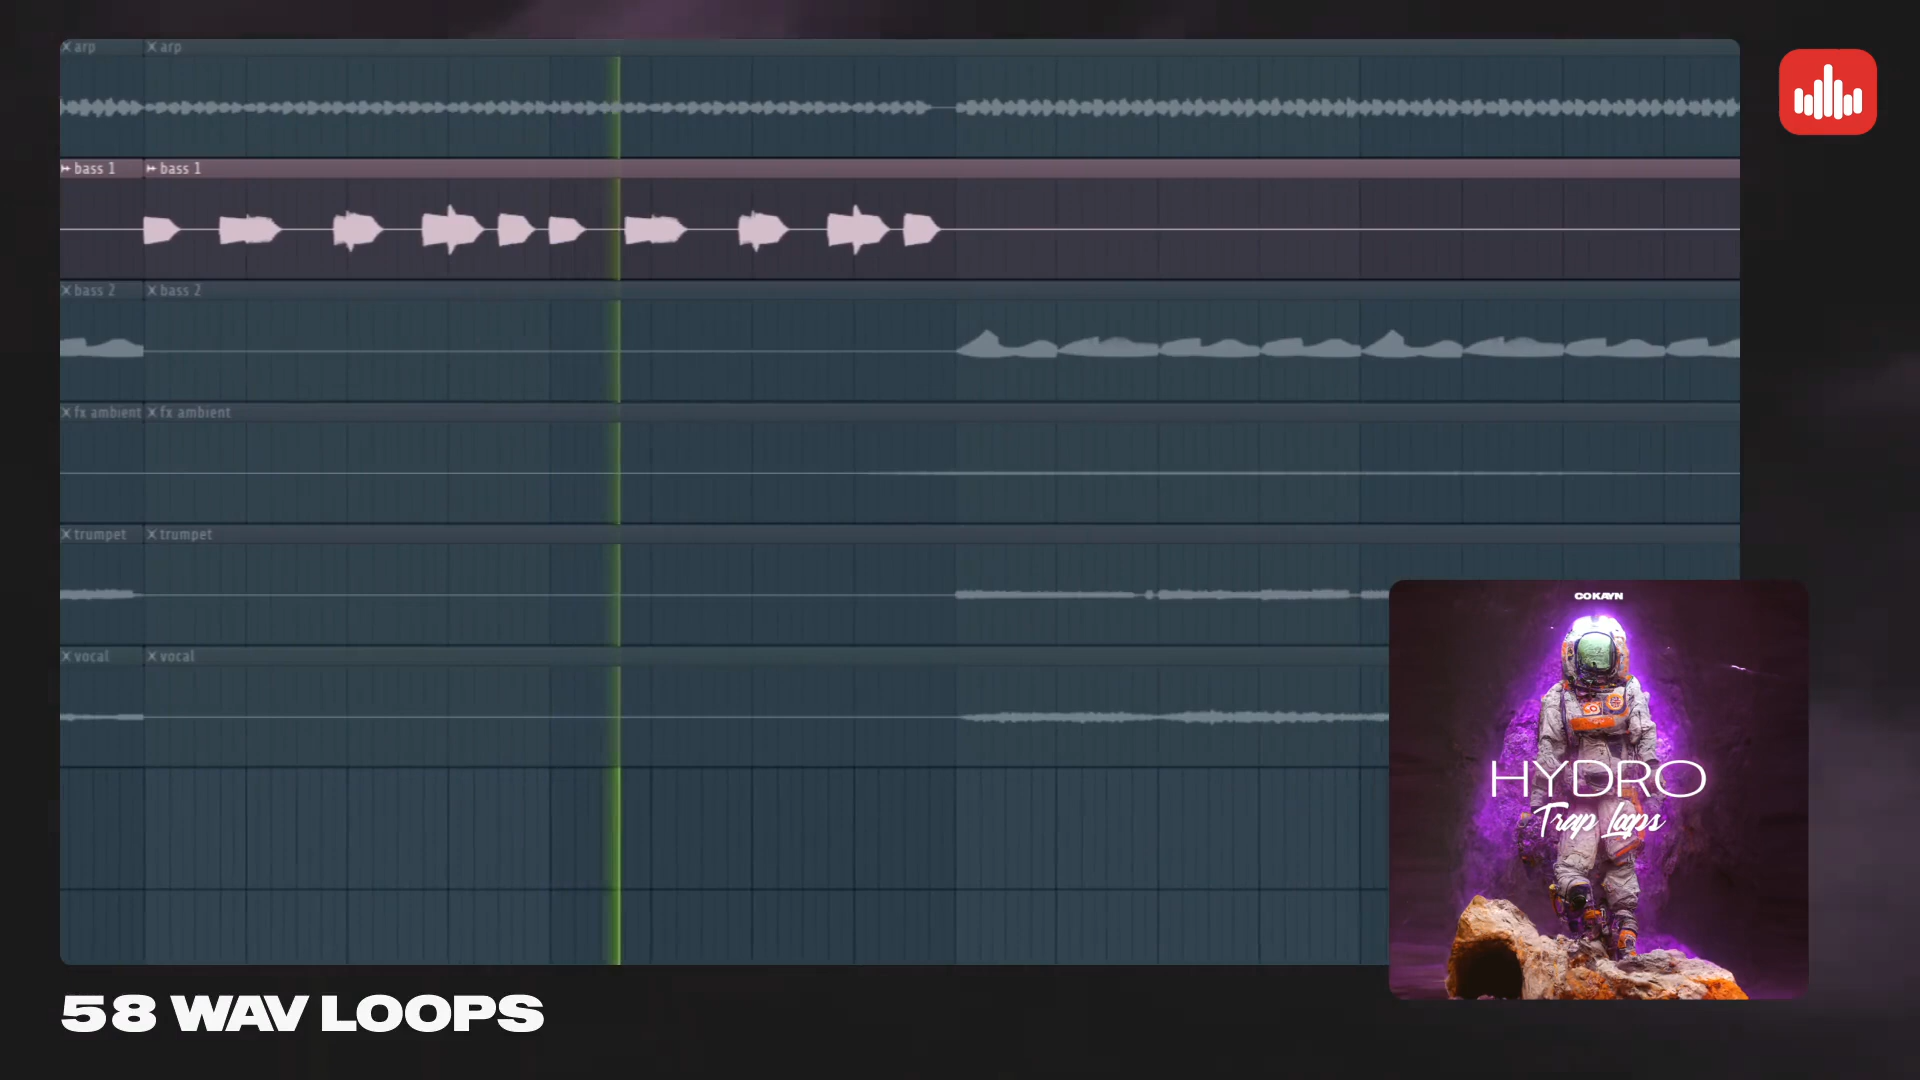 arp arp
bass 1 bass 1
bass 2 bass 2
fx ambient fx ambient
trumpet trumpet
vocal vocal
COKAYN
HYDRO
Trap Loops
58 WAV LOOPS